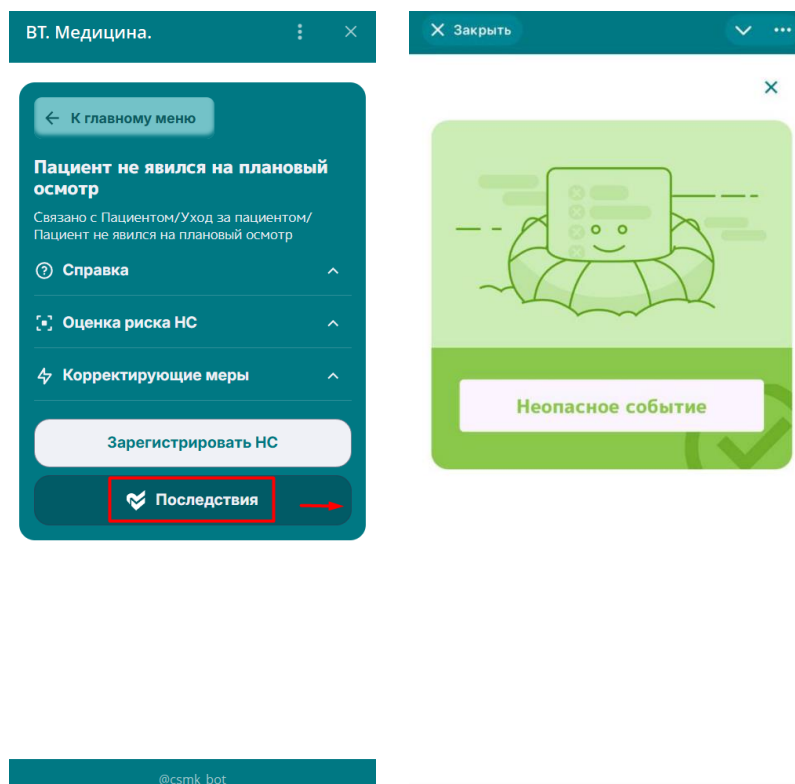 ВТ. Медицина.
К главному меню
Пациент не явился на плановый
осмотр
Связано с Пациентом/Уход за пациентом/
Пациент не явился на плановый осмотр
Справка
Оценка риска НС
Корректирующие меры
Зарегистрировать НС
Последствия
@csmk_bot
Закрыть
Неопасное событие